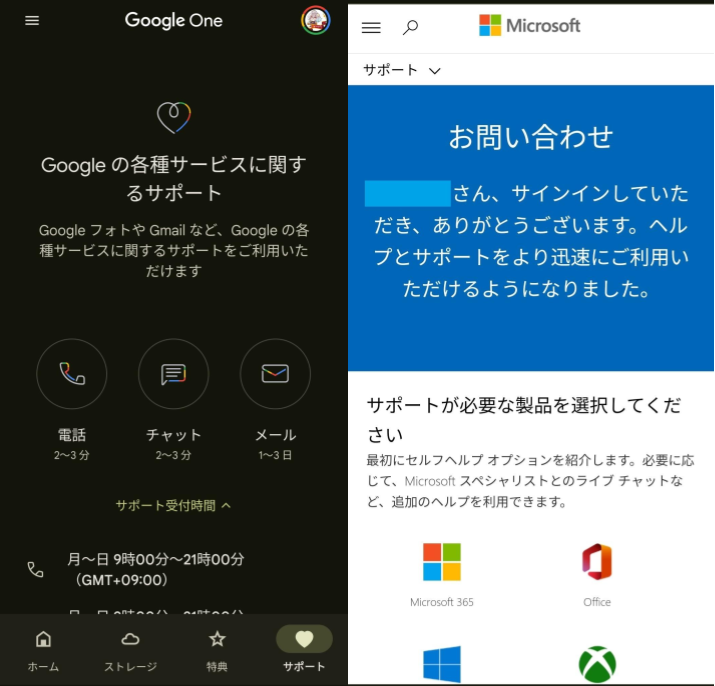 Google One
Google の各種サービスに関す
るサポート
Google フォトや Gmail など、Google の各
種サービスに関するサポートをご利用いた
だけます
電話
チャット
メール
2～3 分
2～3 分
1～3 日
サポート受付時間
月～日 9時00分～21時00分
（GMT+09:00）
ホーム
ストレージ
特典
サポート
Microsoft
サポート
お問い合わせ
さん、サインインしていた
だき、ありがとうございます。ヘル
プとサポートをより迅速にご利用い
ただけるようになりました。
サポートが必要な製品を選択してくだ
さい
最初にセルフヘルプ オプションを紹介します。必要に応
じて、Microsoft スペシャリストとのライブ チャットな
ど、追加のヘルプを利用できます。
Microsoft 365
Office